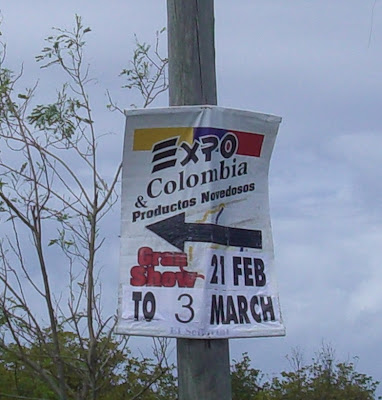 EXPO
& Colombia
Productos Novedosos
Gran
Show
21 FEB
TO 3 MARCH